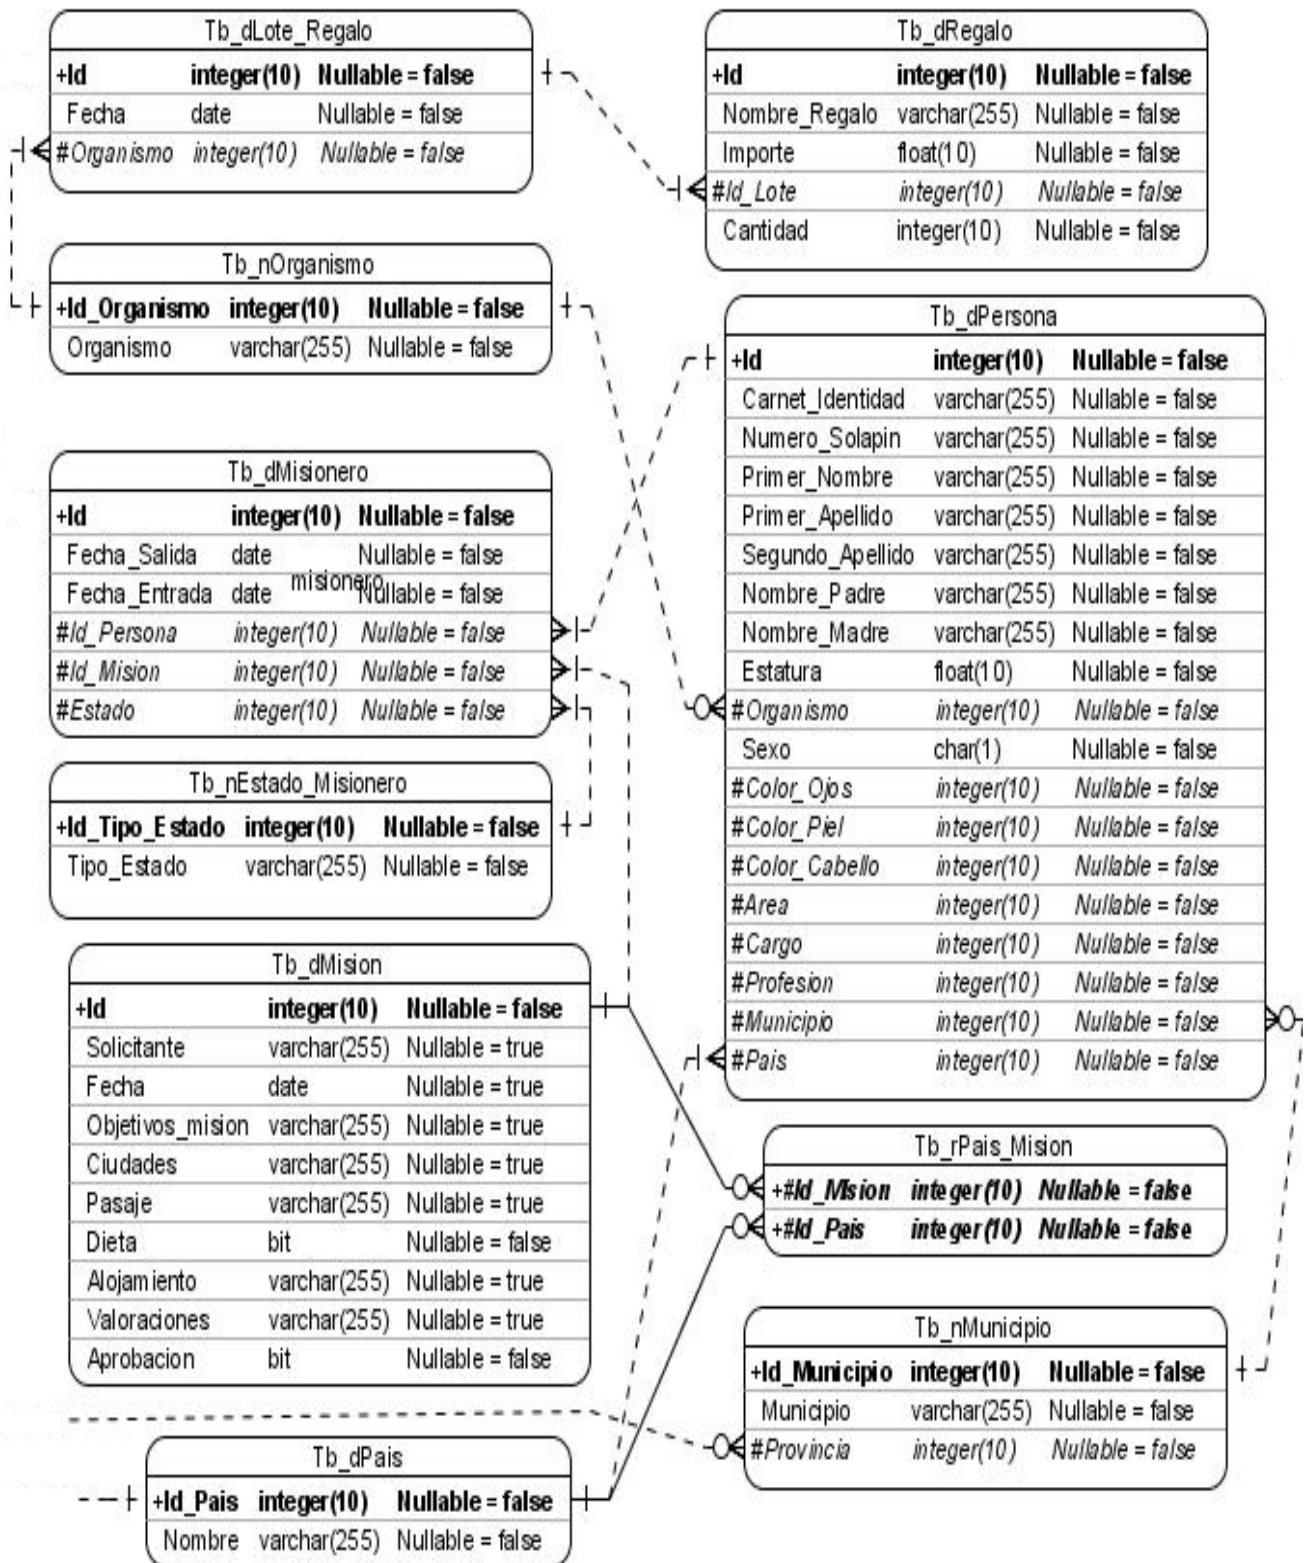 Tb_dLote_Regalo
+Id integer(10) Nullable = false
Fecha date Nullable = false
#Organismo integer(10) Nullable = false
Tb_dRegalo
+Id integer(10) Nullable = false
Nombre_Regalo varchar(255) Nullable = false
Importe float(10) Nullable = false
#Id_Lote integer(10) Nullable = false
Cantidad integer(10) Nullable = false
Tb_nOrganismo
+Id_Organismo integer(10) Nullable = false
Organismo varchar(255) Nullable = false
Tb_dPersona
+Id integer(10) Nullable = false
Carnet_Identidad varchar(255) Nullable = false
Numero_Solapin varchar(255) Nullable = false
Primer_Nombre varchar(255) Nullable = false
Primer_Apellido varchar(255) Nullable = false
Segundo_Apellido varchar(255) Nullable = false
Nombre_Padre varchar(255) Nullable = false
Nombre_Madre varchar(255) Nullable = false
Estatura float(10) Nullable = false
#Organismo integer(10) Nullable = false
Sexo char(1) Nullable = false
#Color_Ojos integer(10) Nullable = false
#Color_Piel integer(10) Nullable = false
#Color_Cabello integer(10) Nullable = false
#Area integer(10) Nullable = false
#Cargo integer(10) Nullable = false
#Profesion integer(10) Nullable = false
#Municipio integer(10) Nullable = false
#Pais integer(10) Nullable = false
Tb_dMisionero
+Id integer(10) Nullable = false
Fecha_Salida date Nullable = false
misionero
Fecha_Entrada date Nullable = false
#Id_Persona integer(10) Nullable = false
#Id_Mision integer(10) Nullable = false
#Estado integer(10) Nullable = false
Tb_nEstado_Misionero
+Id_Tipo_Estado integer(10) Nullable = false
Tipo_Estado varchar(255) Nullable = false
Tb_dMision
+Id integer(10) Nullable = false
Solicitante varchar(255) Nullable = true
Fecha date Nullable = true
Objetivos_mision varchar(255) Nullable = true
Ciudades varchar(255) Nullable = true
Pasaje varchar(255) Nullable = true
Dieta bit Nullable = false
Alojamiento varchar(255) Nullable = true
Valoraciones varchar(255) Nullable = true
Aprobacion bit Nullable = false
Tb_rPais_Mision
+#Id_MIsion integer(10) Nullable = false
+#Id_Pais integer(10) Nullable = false
Tb_nMunicipio
+Id_Municipio integer(10) Nullable = false
Municipio varchar(255) Nullable = false
#Provincia integer(10) Nullable = false
Tb_dPais
+Id_Pais integer(10) Nullable = false
Nombre varchar(255) Nullable = false